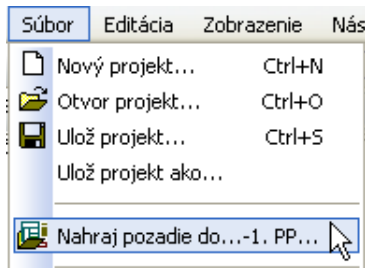 Súbor Editácia Zobrazenie Nás
Nový projekt... Ctrl+N
Otvor projekt... Ctrl+O
Ulož projekt... Ctrl+S
Ulož projekt ako...
Nahraj pozadie do...-1. PP...